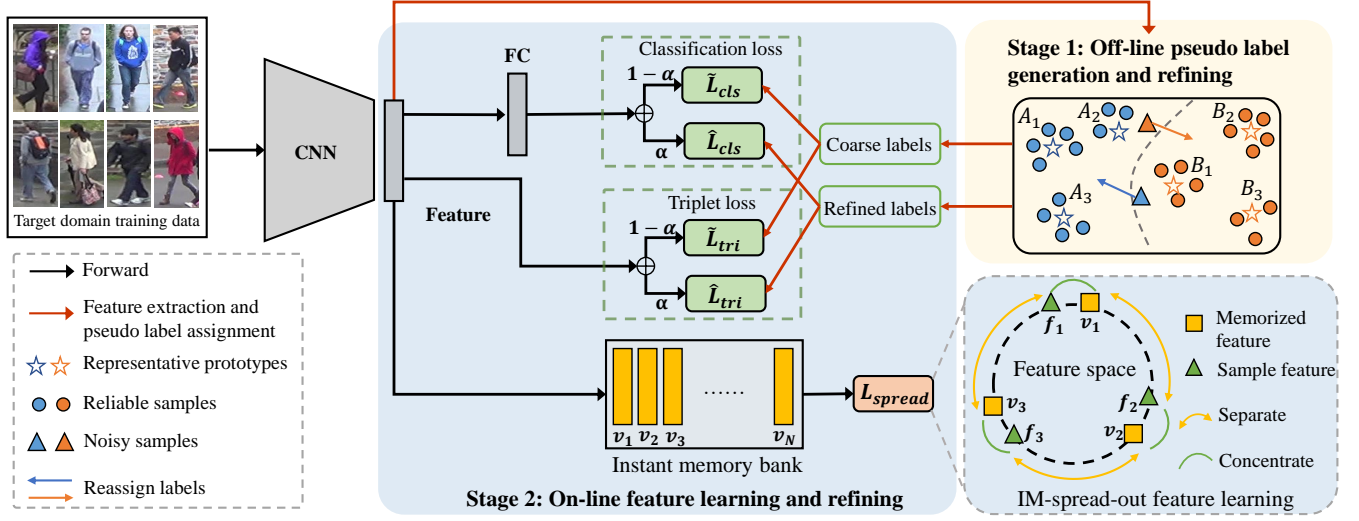 Target domain training data
CNN
Feature
FC
Classification loss
1 − α
L̃cls
α
L̂cls
Triplet loss
1 − α
L̃tri
α
L̂tri
Coarse labels
Refined labels
Stage 1: Off-line pseudo label
generation and refining
A1
A2
A3
B1
B2
B3
Forward
Feature extraction and
pseudo label assignment
Representative prototypes
Reliable samples
Noisy samples
Reassign labels
v1 v2 v3 ...... vN
Instant memory bank
Lspread
Stage 2: On-line feature learning and refining
f1 v1
Feature space
f2
v2
v3
f3
Memorized
feature
Sample feature
Separate
Concentrate
IM-spread-out feature learning